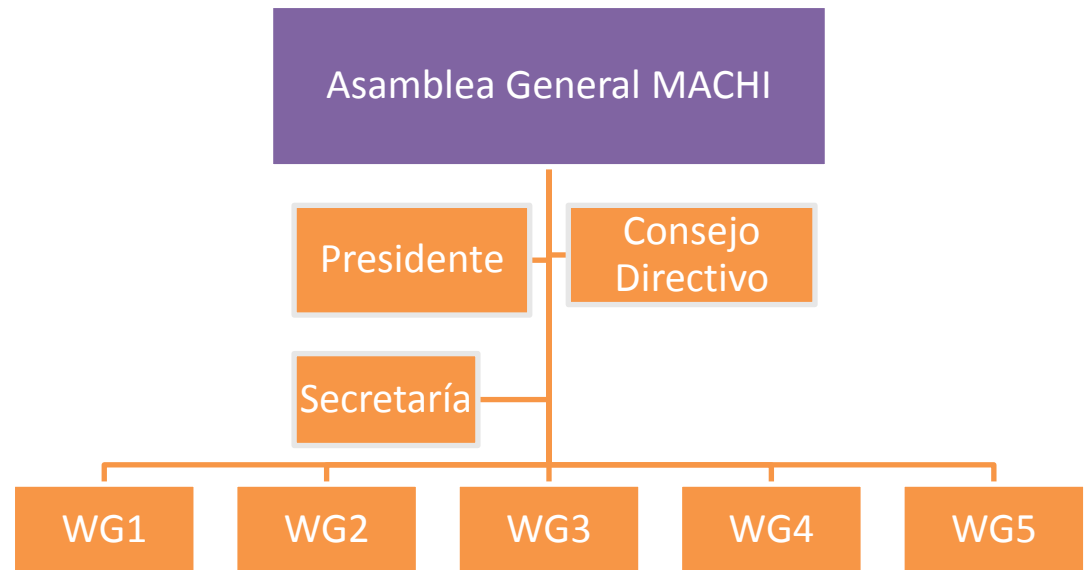 Asamblea General MACHI
Presidente
Consejo
Directivo
Secretaría
WG1
WG2
WG3
WG4
WG5